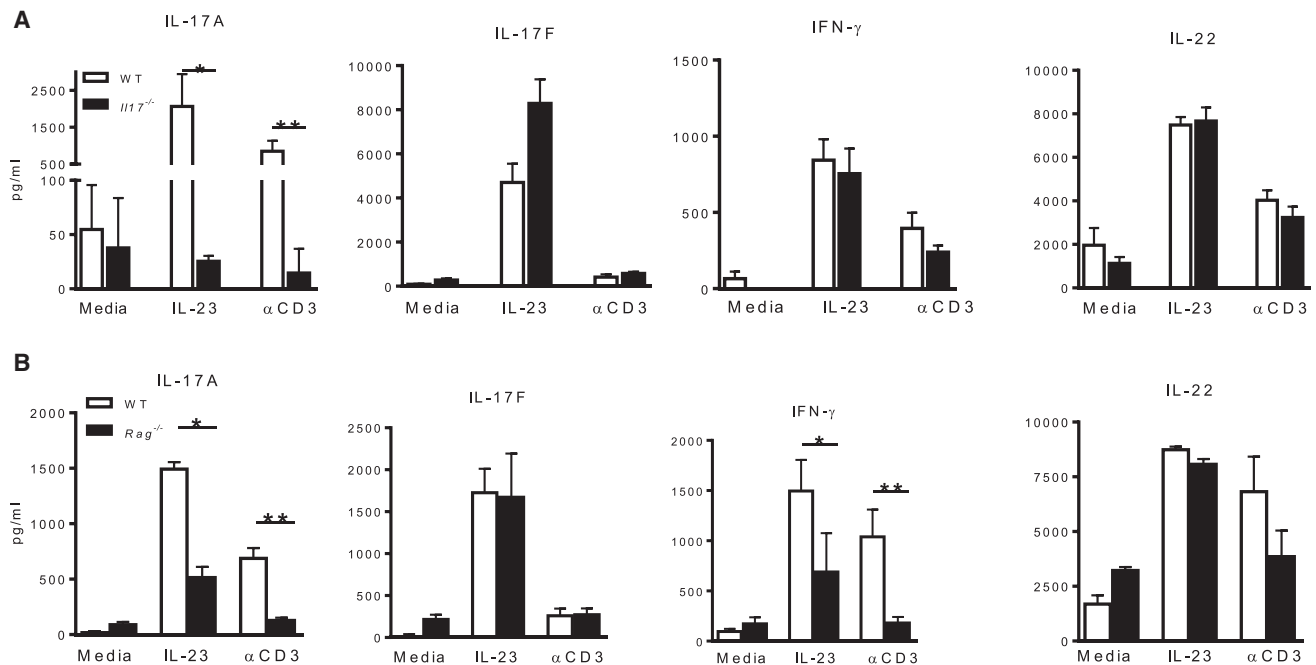 A
IL-17A
WT
Il17-/-
pg/ml
2500
1500
500
100
50
0
*
**
Media IL-23 αCD3
IL-17F
10000
8000
6000
4000
2000
0
Media IL-23 αCD3
IFN-γ
1500
1000
500
0
Media IL-23 αCD3
IL-22
10000
8000
6000
4000
2000
0
Media IL-23 αCD3
B
IL-17A
WT
Rag-/-
pg/ml
2000
1500
1000
500
0
*
**
Media IL-23 αCD3
IL-17F
2500
2000
1500
1000
500
0
Media IL-23 αCD3
IFN-γ
2000
1500
1000
500
0
*
**
Media IL-23 αCD3
IL-22
10000
7500
5000
2500
0
Media IL-23 αCD3